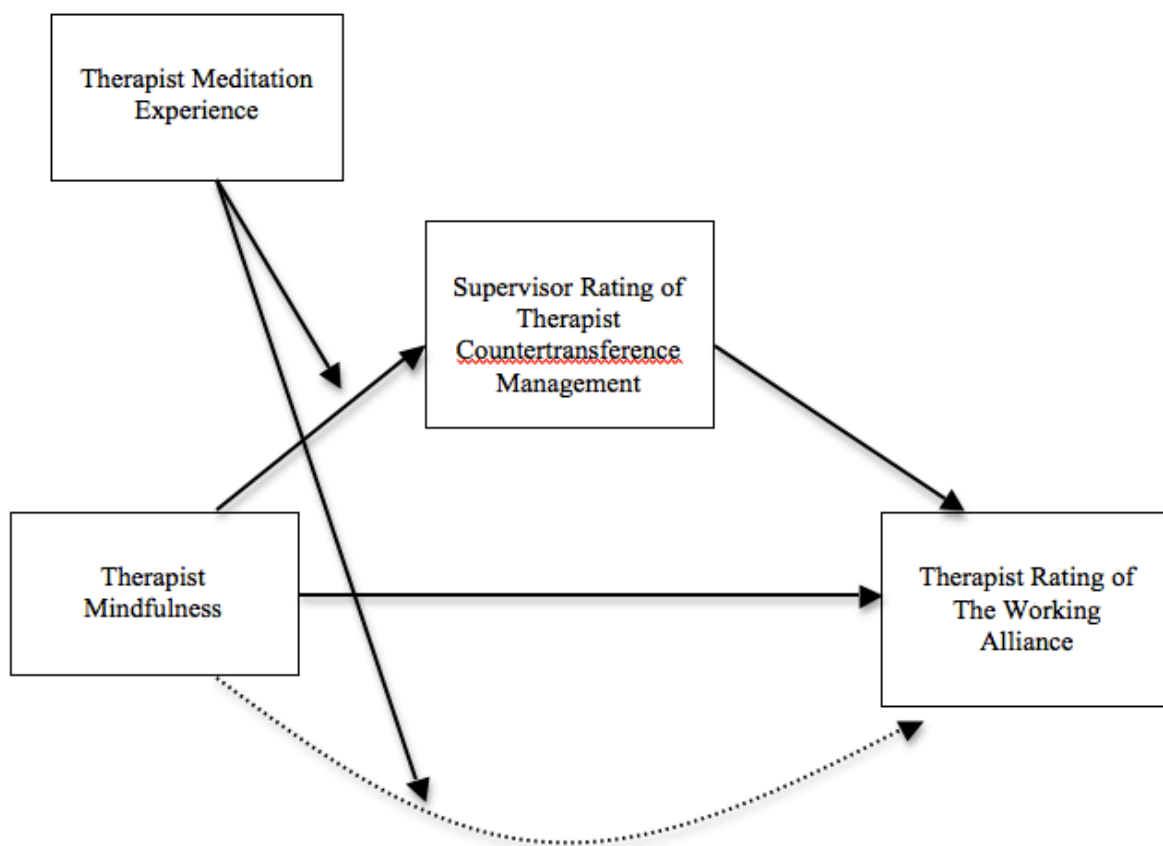 Therapist Meditation
Experience
Supervisor Rating of
Therapist
Countertransference
Management
Therapist
Mindfulness
Therapist Rating of
The Working
Alliance